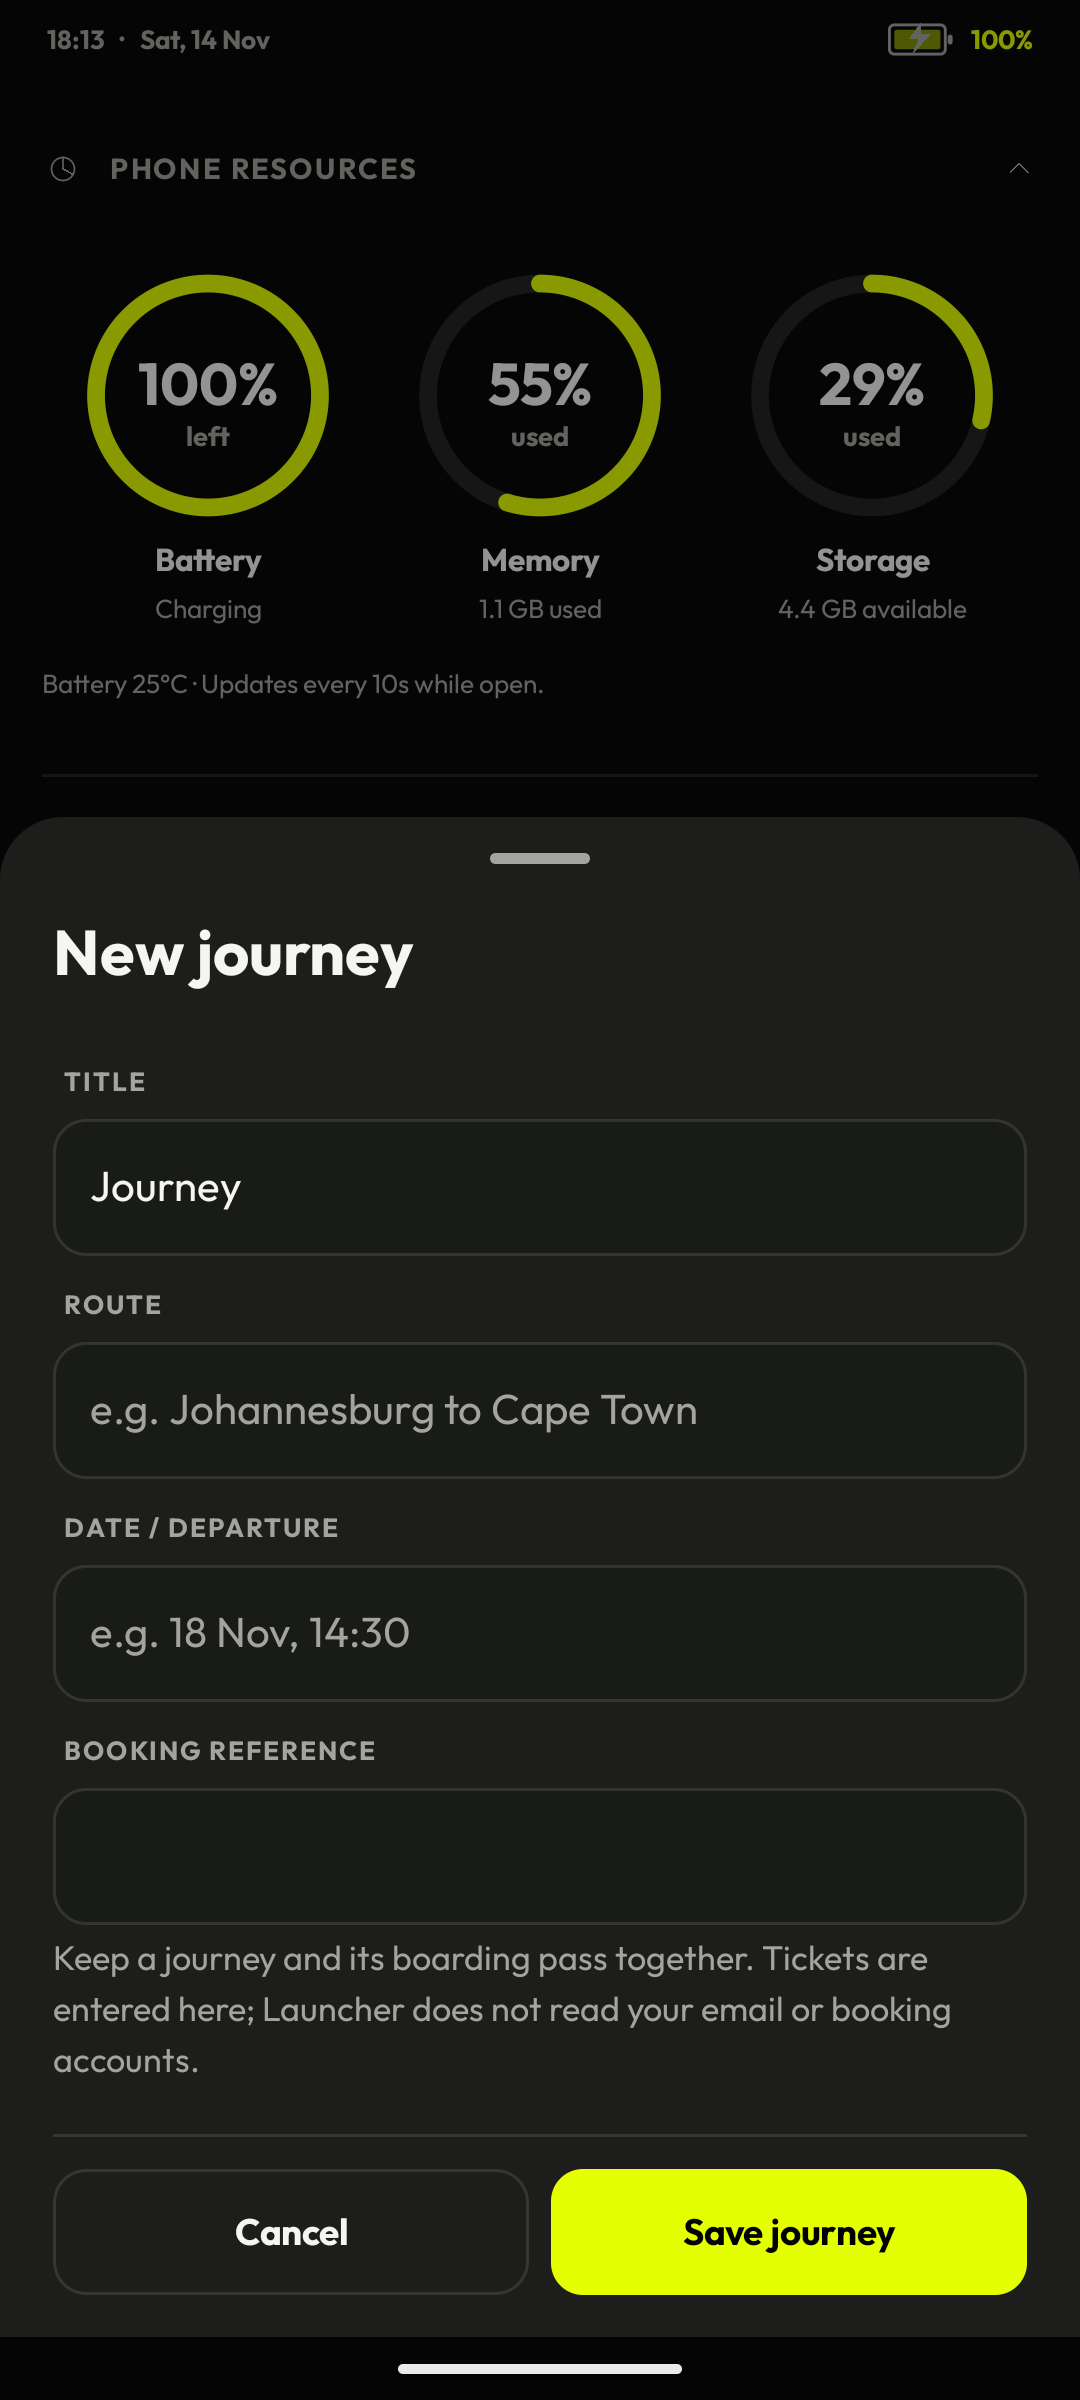 18:13 · Sat, 14 Nov
100%
PHONE RESOURCES
100%
left
Battery
Charging
55%
used
Memory
1.1 GB used
29%
used
Storage
4.4 GB available
Battery 25°C · Updates every 10s while open.
New journey
TITLE
Journey
ROUTE
e.g. Johannesburg to Cape Town
DATE / DEPARTURE
e.g. 18 Nov, 14:30
BOOKING REFERENCE
Keep a journey and its boarding pass together. Tickets are
entered here; Launcher does not read your email or booking
accounts.
Cancel
Save journey